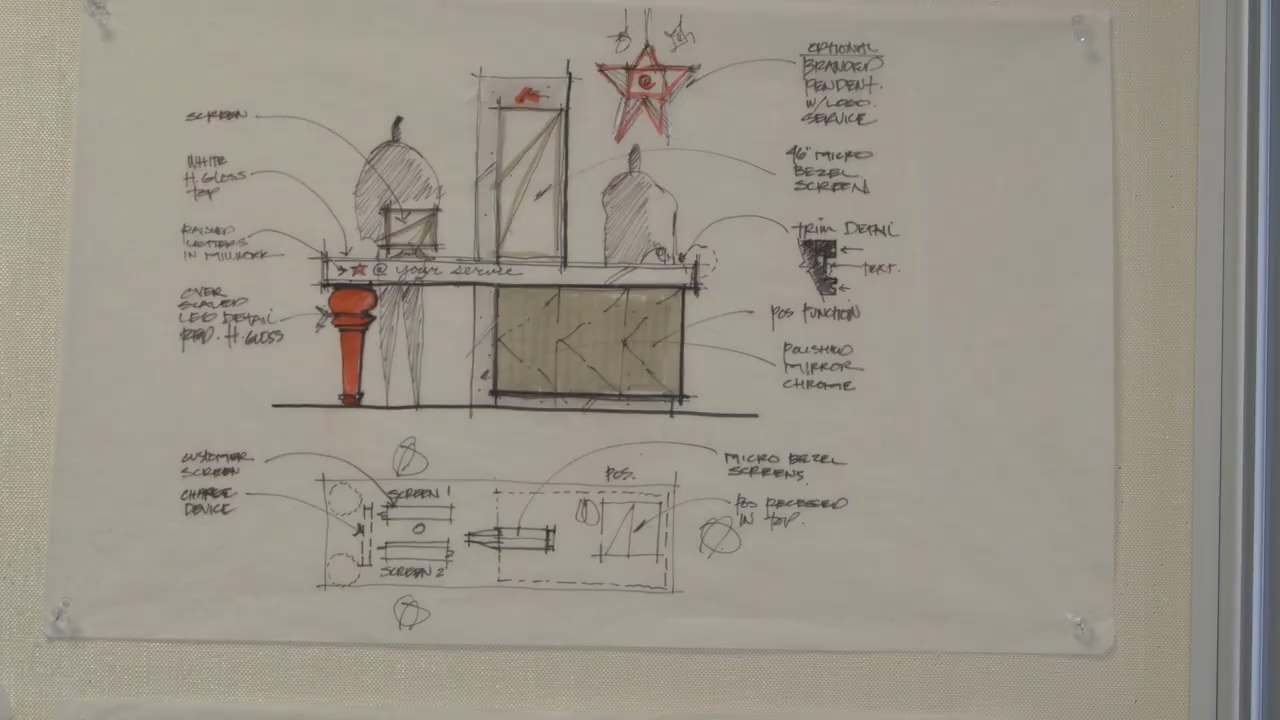 SCREEN
WHITE
H. GLOSS
TOP
RAISED
LETTERS
IN MILLWORK
OVER
SCALED
LEG DETAIL
RED. H. GLOSS
@ your service
@
OPTIONAL
BRANDED
PENDENT.
W/LOGO.
SERVICE
46" MICRO
BEZEL
SCREEN
TRIM DETAIL
TEXT.
POS FUNCTION
POLISHED
MIRROR
CHROME
CUSTOMER
SCREEN
CHARGE
DEVICE
SCREEN 1
SCREEN 2
POS.
MICRO BEZEL
SCREENS
POS RECESSED
IN TOP.